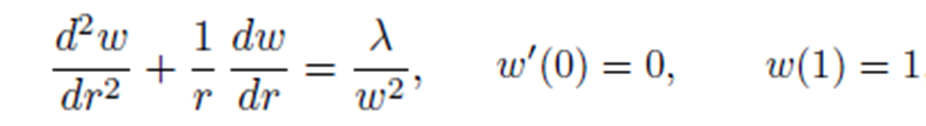 d²w/dr² + 1/r dw/dr = λ/w², w′(0) = 0, w(1) = 1